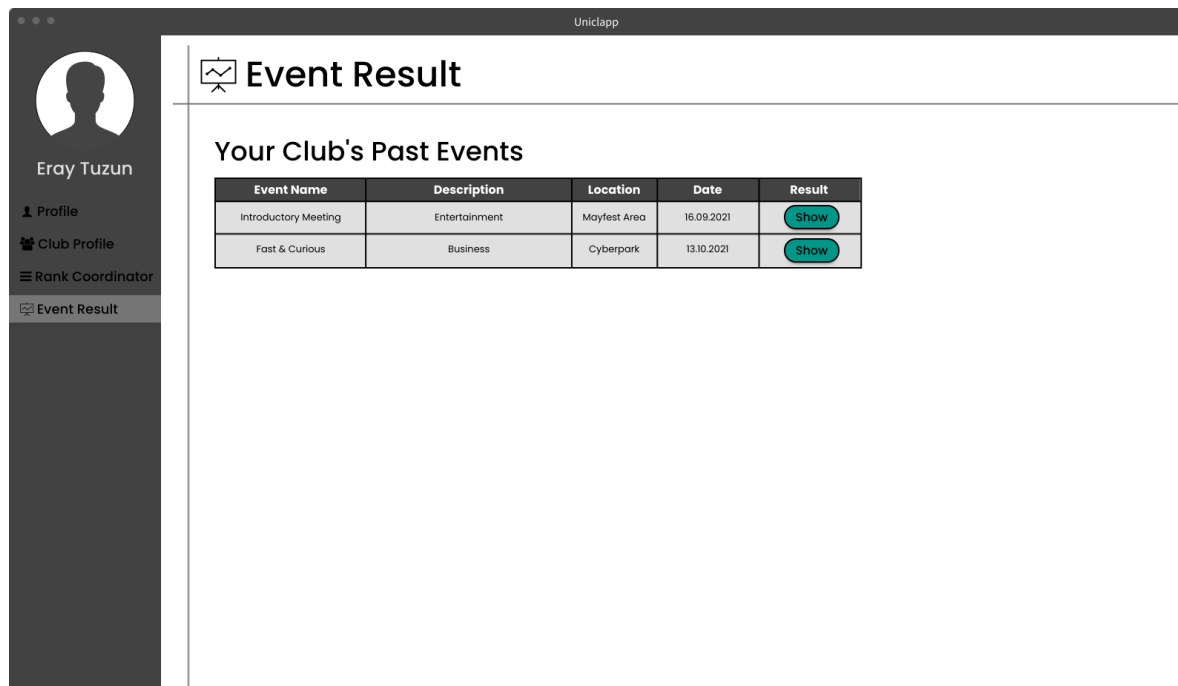 Uniclapp
Eray Tuzun
Profile
Club Profile
Rank Coordinator
Event Result
Event Result
Your Club's Past Events
Event Name Description Location Date Result
Introductory Meeting Entertainment Mayfest Area 16.09.2021 Show
Fast & Curious Business Cyberpark 13.10.2021 Show